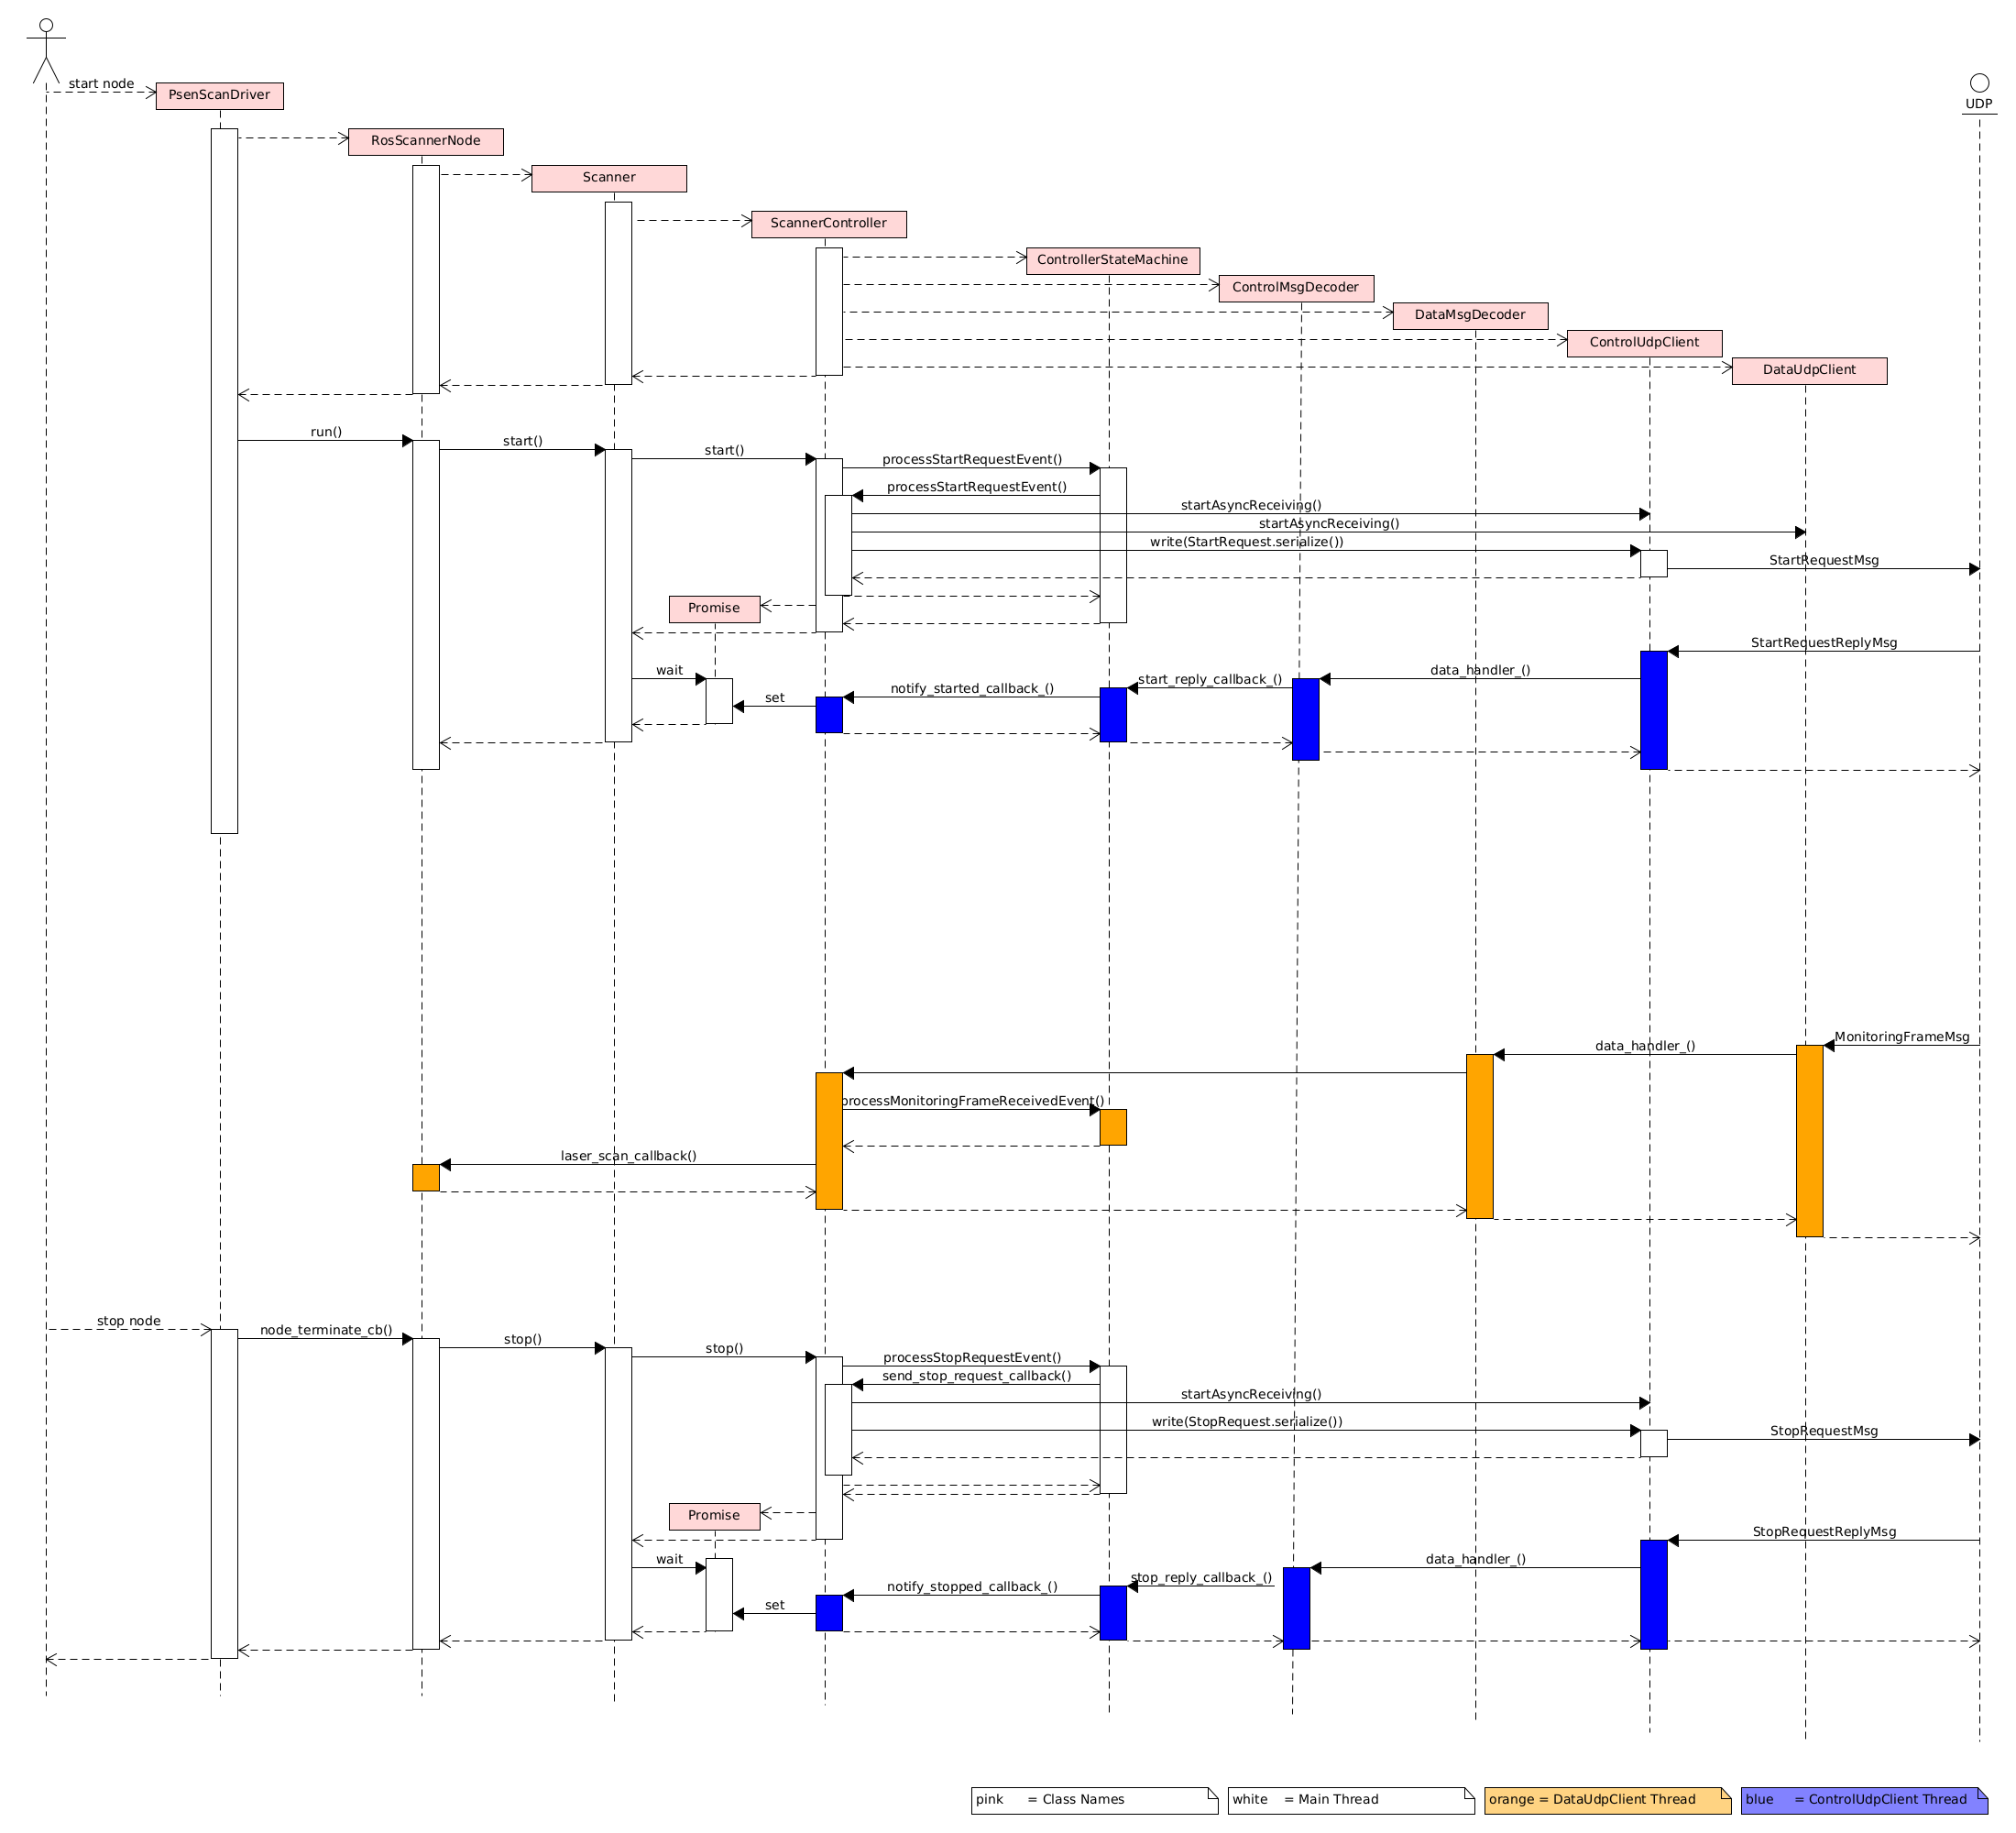 start node
PsenScanDriver
UDP
RosScannerNode
Scanner
ScannerController
ControllerStateMachine
ControlMsgDecoder
DataMsgDecoder
ControlUdpClient
DataUdpClient
run()
start()
start()
processStartRequestEvent()
processStartRequestEvent()
startAsyncReceiving()
startAsyncReceiving()
write(StartRequest.serialize())
StartRequestMsg
Promise
StartRequestReplyMsg
wait
data_handler_()
start_reply_callback_()
notify_started_callback_()
set
MonitoringFrameMsg
data_handler_()
processMonitoringFrameReceivedEvent()
laser_scan_callback()
stop node
node_terminate_cb()
stop()
stop()
processStopRequestEvent()
send_stop_request_callback()
startAsyncReceiving()
write(StopRequest.serialize())
StopRequestMsg
Promise
StopRequestReplyMsg
wait
data_handler_()
stop_reply_callback_()
notify_stopped_callback_()
set
pink = Class Names
white = Main Thread
orange = DataUdpClient Thread
blue = ControlUdpClient Thread